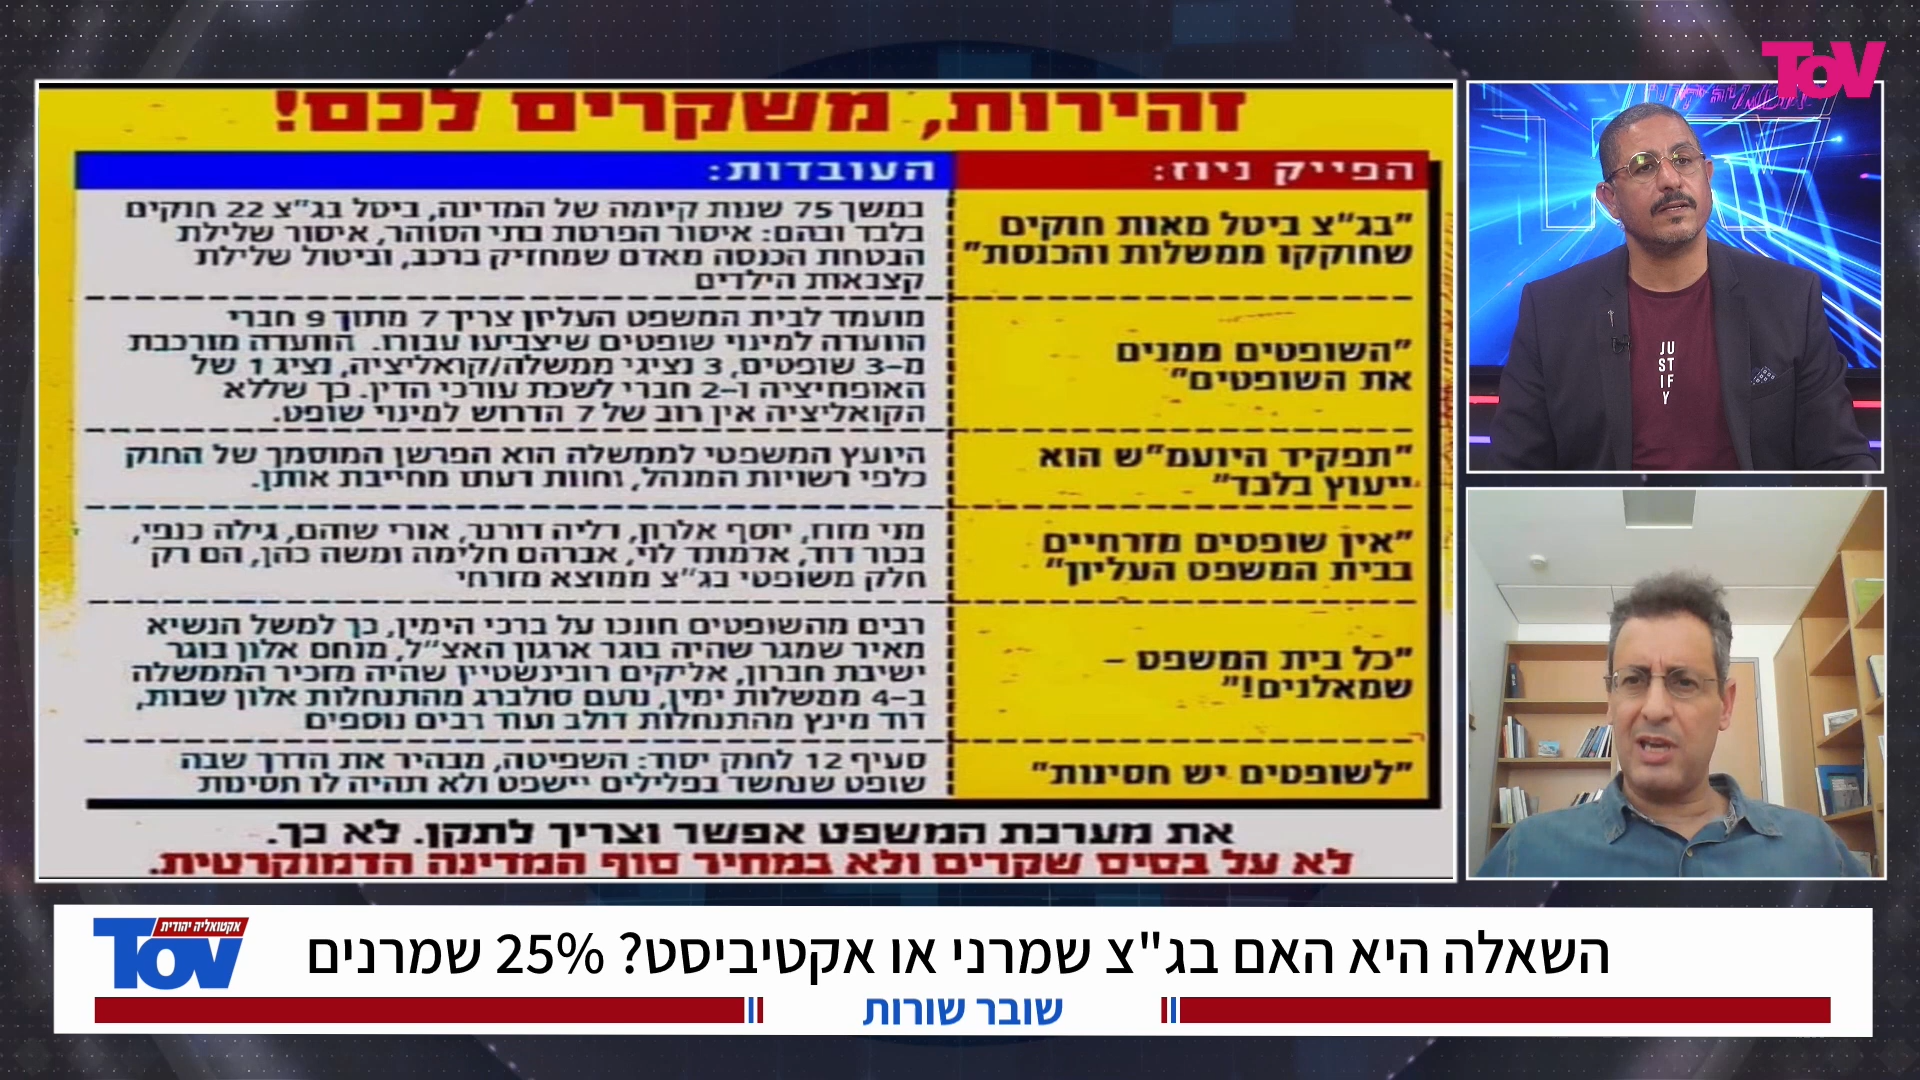 TOV
זהירות, משקרים לכם!
הפייק ניוז:
העובדות:
"בג"צ ביטל מאות חוקים
שחוקקו ממשלות והכנסת"
במשך 75 שנות קיומה של המדינה, ביטל בג"צ 22 חוקים
בלבד ובהם: איסור הפרטת בתי הסוהר, איסור שלילת
הבטחת הכנסה מאדם שמחזיק ברכב, וביטול שלילת
קצבאות הילדים
"השופטים ממנים
את השופטים"
מועמד לבית המשפט העליון צריך 7 מתוך 9 חברי
הוועדה למינוי שופטים שיצביעו עבורו. הוועדה מורכבת
מ-3 שופטים, 3 נציגי ממשלה/קואליציה, נציג 1 של
האופוזיציה ו-2 חברי לשכת עורכי הדין. כך שללא
הקואליציה אין רוב של 7 הדרוש למינוי שופט.
"תפקיד היועמ"ש הוא
ייעוץ בלבד"
היועץ המשפטי לממשלה הוא הפרשן המוסמך של החוק
כלפי רשויות המנהל, וחוות דעתו מחייבת אותן.
"אין שופטים מזרחיים
בבית המשפט העליון"
מני מזוז, יוסף אלרון, דליה דורנר, אורי שוהם, גילה כנפי,
בכור דוד, אדמונד לוי, אברהם חלימה ומשה כהן, הם רק
חלק משופטי בג"צ ממוצא מזרחי
"כל בית המשפט –
שמאלנים!"
רבים מהשופטים חונכו על ברכי הימין, כך למשל הנשיא
מאיר שמגר שהיה בוגר ארגון האצ"ל, מנחם אלון בוגר
ישיבת חברון, אליקים רובינשטיין שהיה מזכיר הממשלה
ב-4 ממשלות ימין, נועם סולברג מהתנחלות אלון שבות,
דוד מינץ מהתנחלות דולב ועוד רבים נוספים
"לשופטים יש חסינות"
סעיף 12 לחוק יסוד: השפיטה, מבהיר את הדרך שבה
שופט שנחשד בפלילים יישפט ולא תהיה לו חסינות
את מערכת המשפט אפשר וצריך לתקן. לא כך.
לא על בסיס שקרים ולא במחיר סוף המדינה הדמוקרטית.
JU
ST
IF
Y
אקטואליה יהודית
TOV
השאלה היא האם בג"צ שמרני או אקטיביסט? 25% שמרנים
שובר שורות